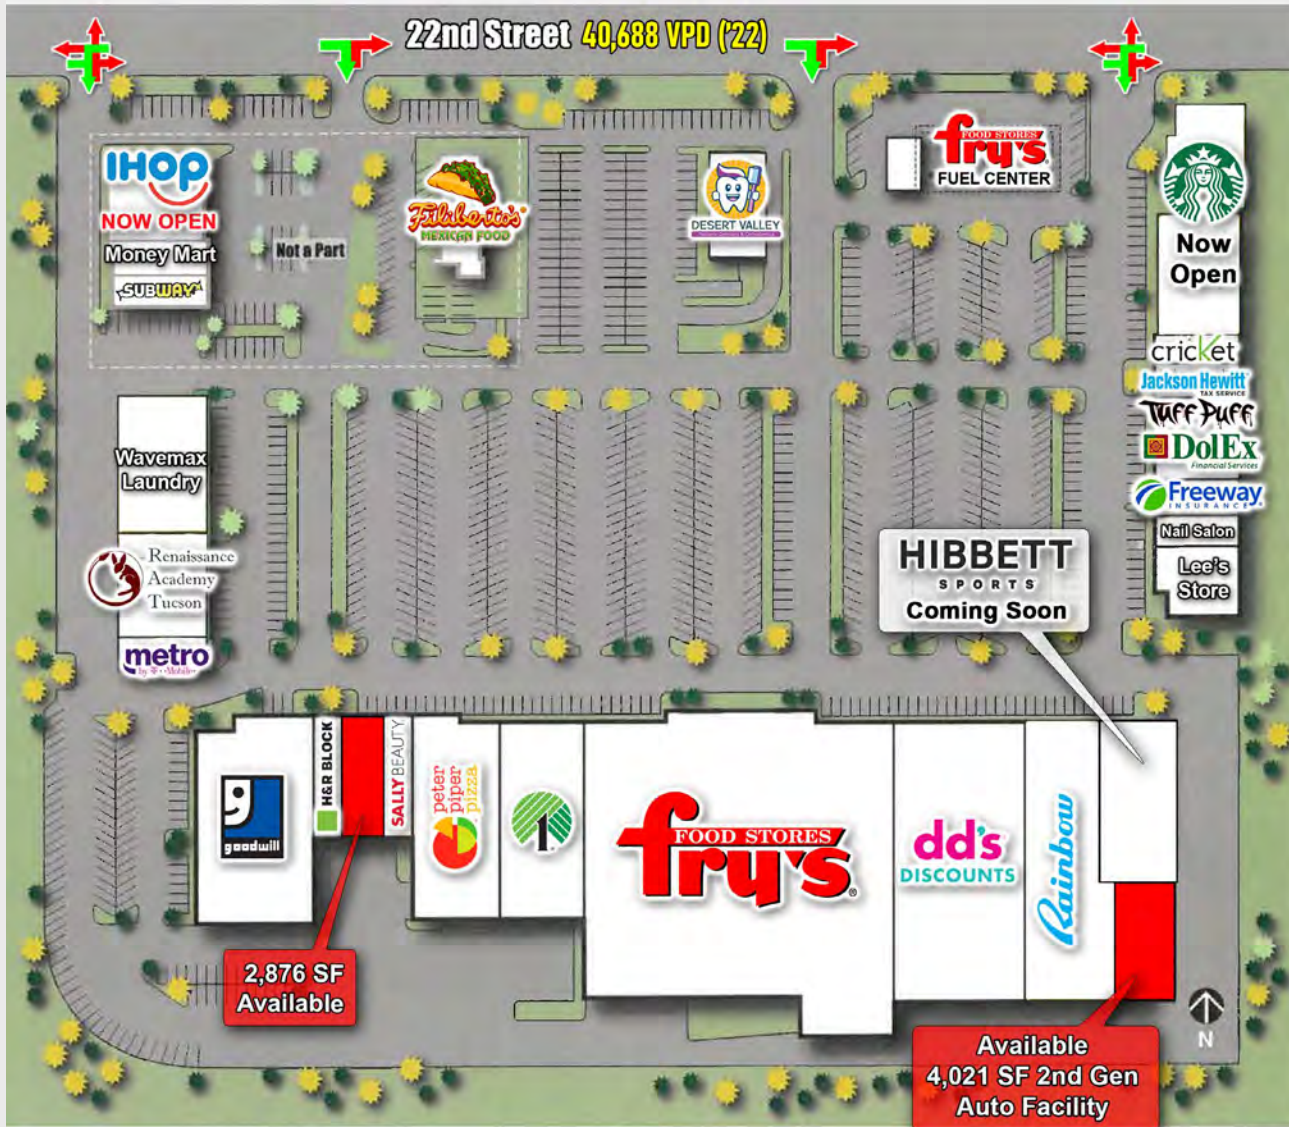 22nd Street 40,688 VPD ('22)
IHOP
NOW OPEN
Money Mart
SUBWAY
Not a Part
Filiberto's
MEXICAN FOOD
DESERT VALLEY
fry's
FOOD STORES
FUEL CENTER
Now
Open
cricket
Jackson Hewitt
TAX SERVICE
TUFF PUFF
DolEx
Financial Services
Freeway
INSURANCE
Nail Salon
Lee's
Store
Wavemax
Laundry
Renaissance
Academy
Tucson
metro
by T-Mobile
HIBBETT
SPORTS
Coming Soon
goodwill
H&R BLOCK
SALLY BEAUTY
peter
piper
pizza
1
fry's
FOOD STORES
dd's
DISCOUNTS
Rainbow
2,876 SF
Available
Available
4,021 SF 2nd Gen
Auto Facility
N